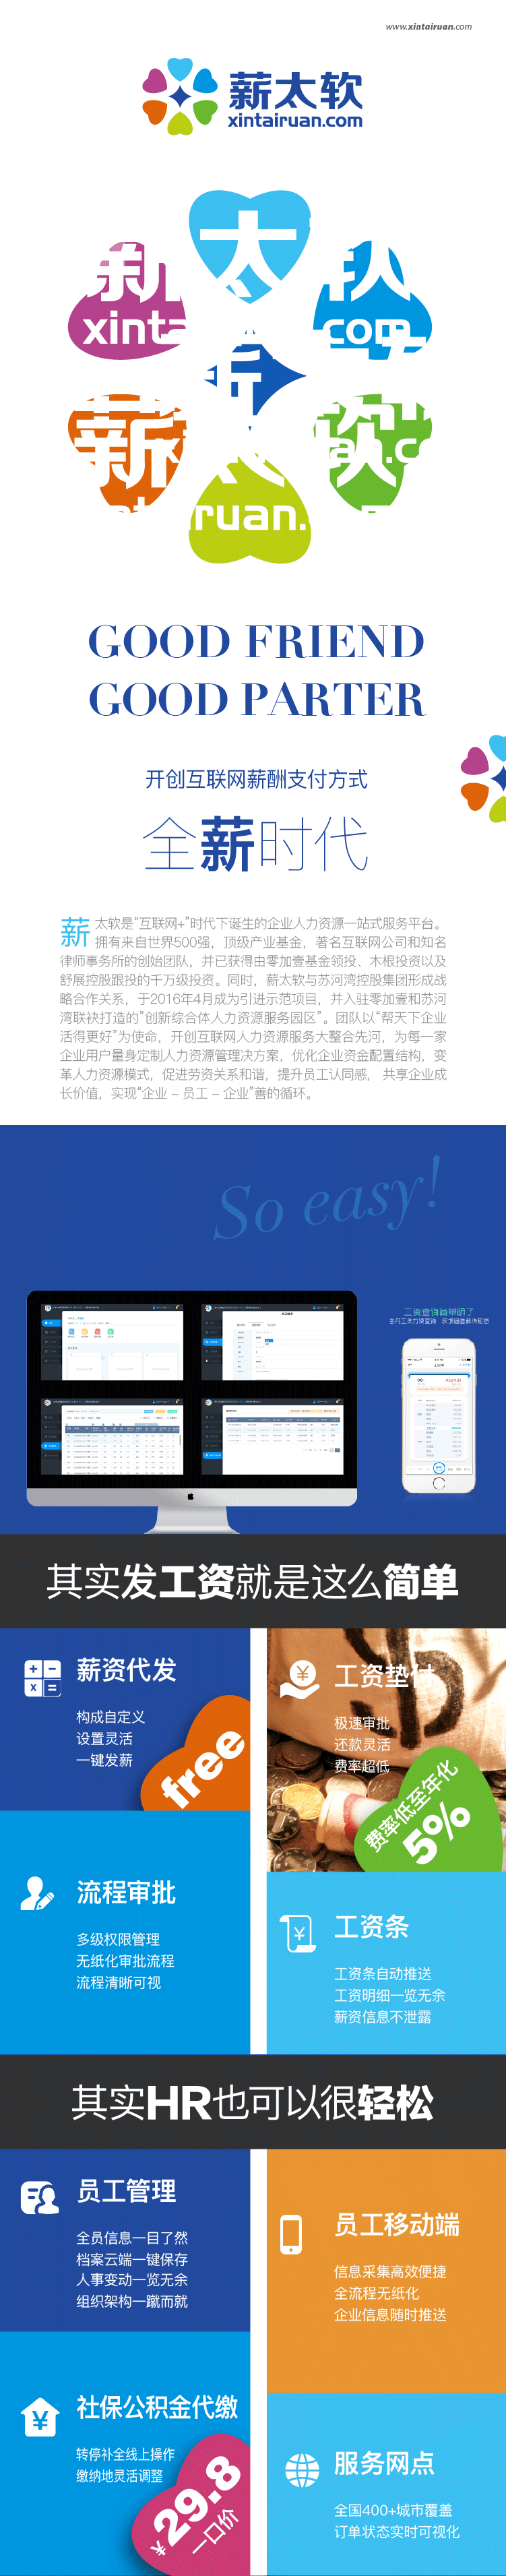 www.xintairuan.com
薪太软
xintairuan.com
GOOD FRIEND
GOOD PARTER
开创互联网薪酬支付方式
全薪时代
薪太软是“互联网+”时代下诞生的企业人力资源一站式服务平台。
拥有来自世界500强，顶级产业基金，著名互联网公司和知名
律师事务所的创始团队，并已获得由零加壹基金领投、木根投资以及
舒展控股跟投的千万级投资。同时，薪太软与苏河湾控股集团形成战
略合作关系，于2016年4月成为引进示范项目，并入驻零加壹和苏河
湾联袂打造的”创新综合体人力资源服务园区”。团队以“帮天下企业
活得更好”为使命，开创互联网人力资源服务大整合先河，为每一家
企业用户量身定制人力资源管理决方案，优化企业资金配置结构，变
革人力资源模式，促进劳资关系和谐，提升员工认同感， 共享企业成
长价值，实现“企业 – 员工 – 企业”善的循环。
So easy!
工资查询简单明了
其实发工资就是这么简单
薪资代发
构成自定义
设置灵活
一键发薪
free
工资垫付
极速审批
还款灵活
费率超低
费率低至年化
5%
流程审批
多级权限管理
无纸化审批流程
流程清晰可视
工资条
工资条自动推送
工资明细一览无余
薪资信息不泄露
其实HR也可以很轻松
员工管理
全员信息一目了然
档案云端一键保存
人事变动一览无余
组织架构一蹴而就
员工移动端
信息采集高效便捷
全流程无纸化
企业信息随时推送
社保公积金代缴
转停补全线上操作
缴纳地灵活调整
¥29.8
一口价
服务网点
全国400+城市覆盖
订单状态实时可视化